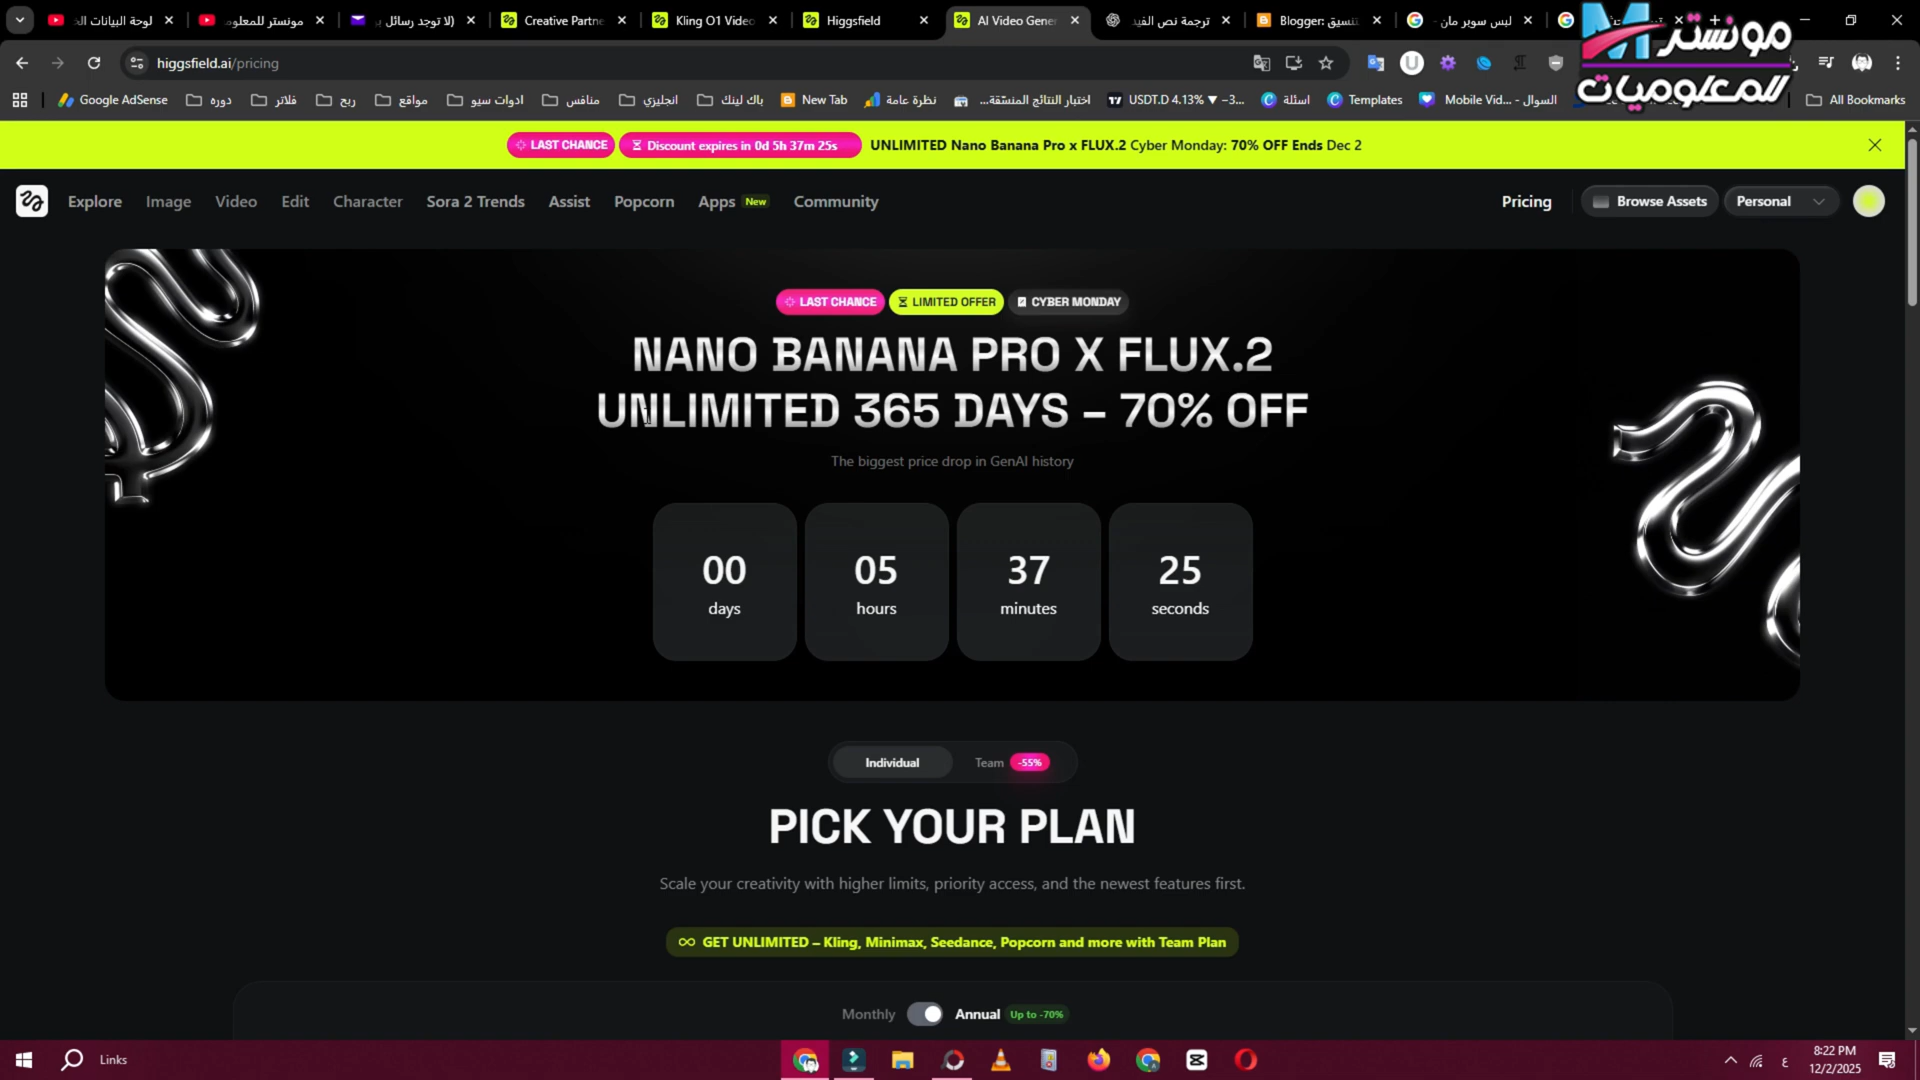 لوحة البيانات الخ
مونستر للمعلوم
(لا توجد رسائل ب
Creative Partne
Kling O1 Video
Higgsfield
AI Video Gene
ترجمة نص الفيد
Blogger: تنسيق
لبس سوبر مان -
مونستر
للمعلوميات
higgsfield.ai/pricing
Google AdSense
دوره
فلاتر
ربح
مواقع
ادوات سيو
منافس
انجليزي
باك لينك
New Tab
نظرة عامة
اختبار النتائج المنسّقة...
USDT.D 4.13% ▼ −3...
اسئلة
Templates
Mobile Vid... - السوال
All Bookmarks
LAST CHANCE
Discount expires in 0d 5h 37m 25s
UNLIMITED Nano Banana Pro x FLUX.2 Cyber Monday: 70% OFF Ends Dec 2
Explore
Image
Video
Edit
Character
Sora 2 Trends
Assist
Popcorn
Apps New
Community
Pricing
Browse Assets
Personal
LAST CHANCE
LIMITED OFFER
CYBER MONDAY
NANO BANANA PRO X FLUX.2
UNLIMITED 365 DAYS – 70% OFF
The biggest price drop in GenAI history
00
days
05
hours
37
minutes
25
seconds
Individual
Team -55%
PICK YOUR PLAN
Scale your creativity with higher limits, priority access, and the newest features first.
GET UNLIMITED – Kling, Minimax, Seedance, Popcorn and more with Team Plan
Monthly
Annual Up to -70%
Links
ع
8:22 PM
12/2/2025